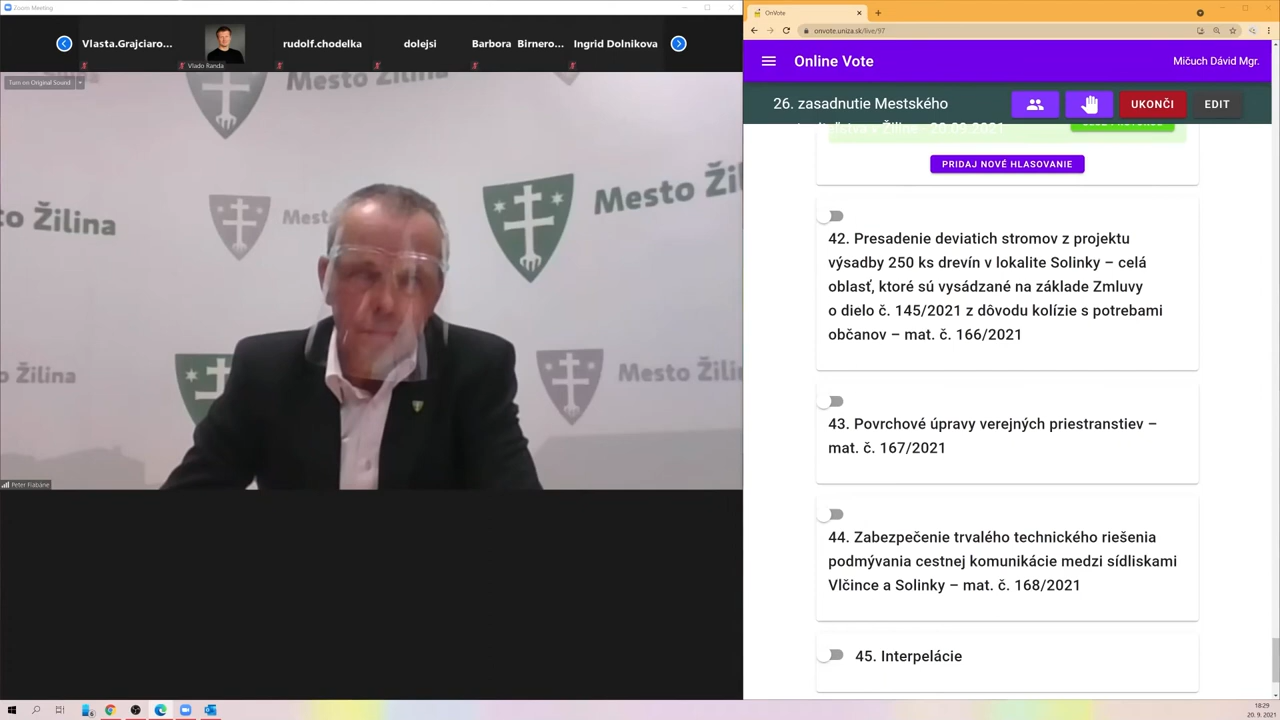 Zoom Meeting
Vlasta.Grajciaro...
rudolf.chodelka
dolejsi
Barbora Birnero...
Ingrid Dolnikova
Vlado Randa
Turn on Original Sound
Mesto Žilina
Mesto Žil
Mesto Žilina
Mesto Žilina
Peter Fiabáne
OnVote
onvote.uniza.sk/live/97
Online Vote
Mičuch Dávid Mgr.
26. zasadnutie Mestského
v Žiline - 20.09.2021
UKONČI
EDIT
PRIDAJ NOVÉ HLASOVANIE
42. Presadenie deviatich stromov z projektu
výsadby 250 ks drevín v lokalite Solinky – celá
oblasť, ktoré sú vysádzané na základe Zmluvy
o dielo č. 145/2021 z dôvodu kolízie s potrebami
občanov – mat. č. 166/2021
43. Povrchové úpravy verejných priestranstiev –
mat. č. 167/2021
44. Zabezpečenie trvalého technického riešenia
podmývania cestnej komunikácie medzi sídliskami
Vlčince a Solinky – mat. č. 168/2021
45. Interpelácie
18:29
20. 9. 2021